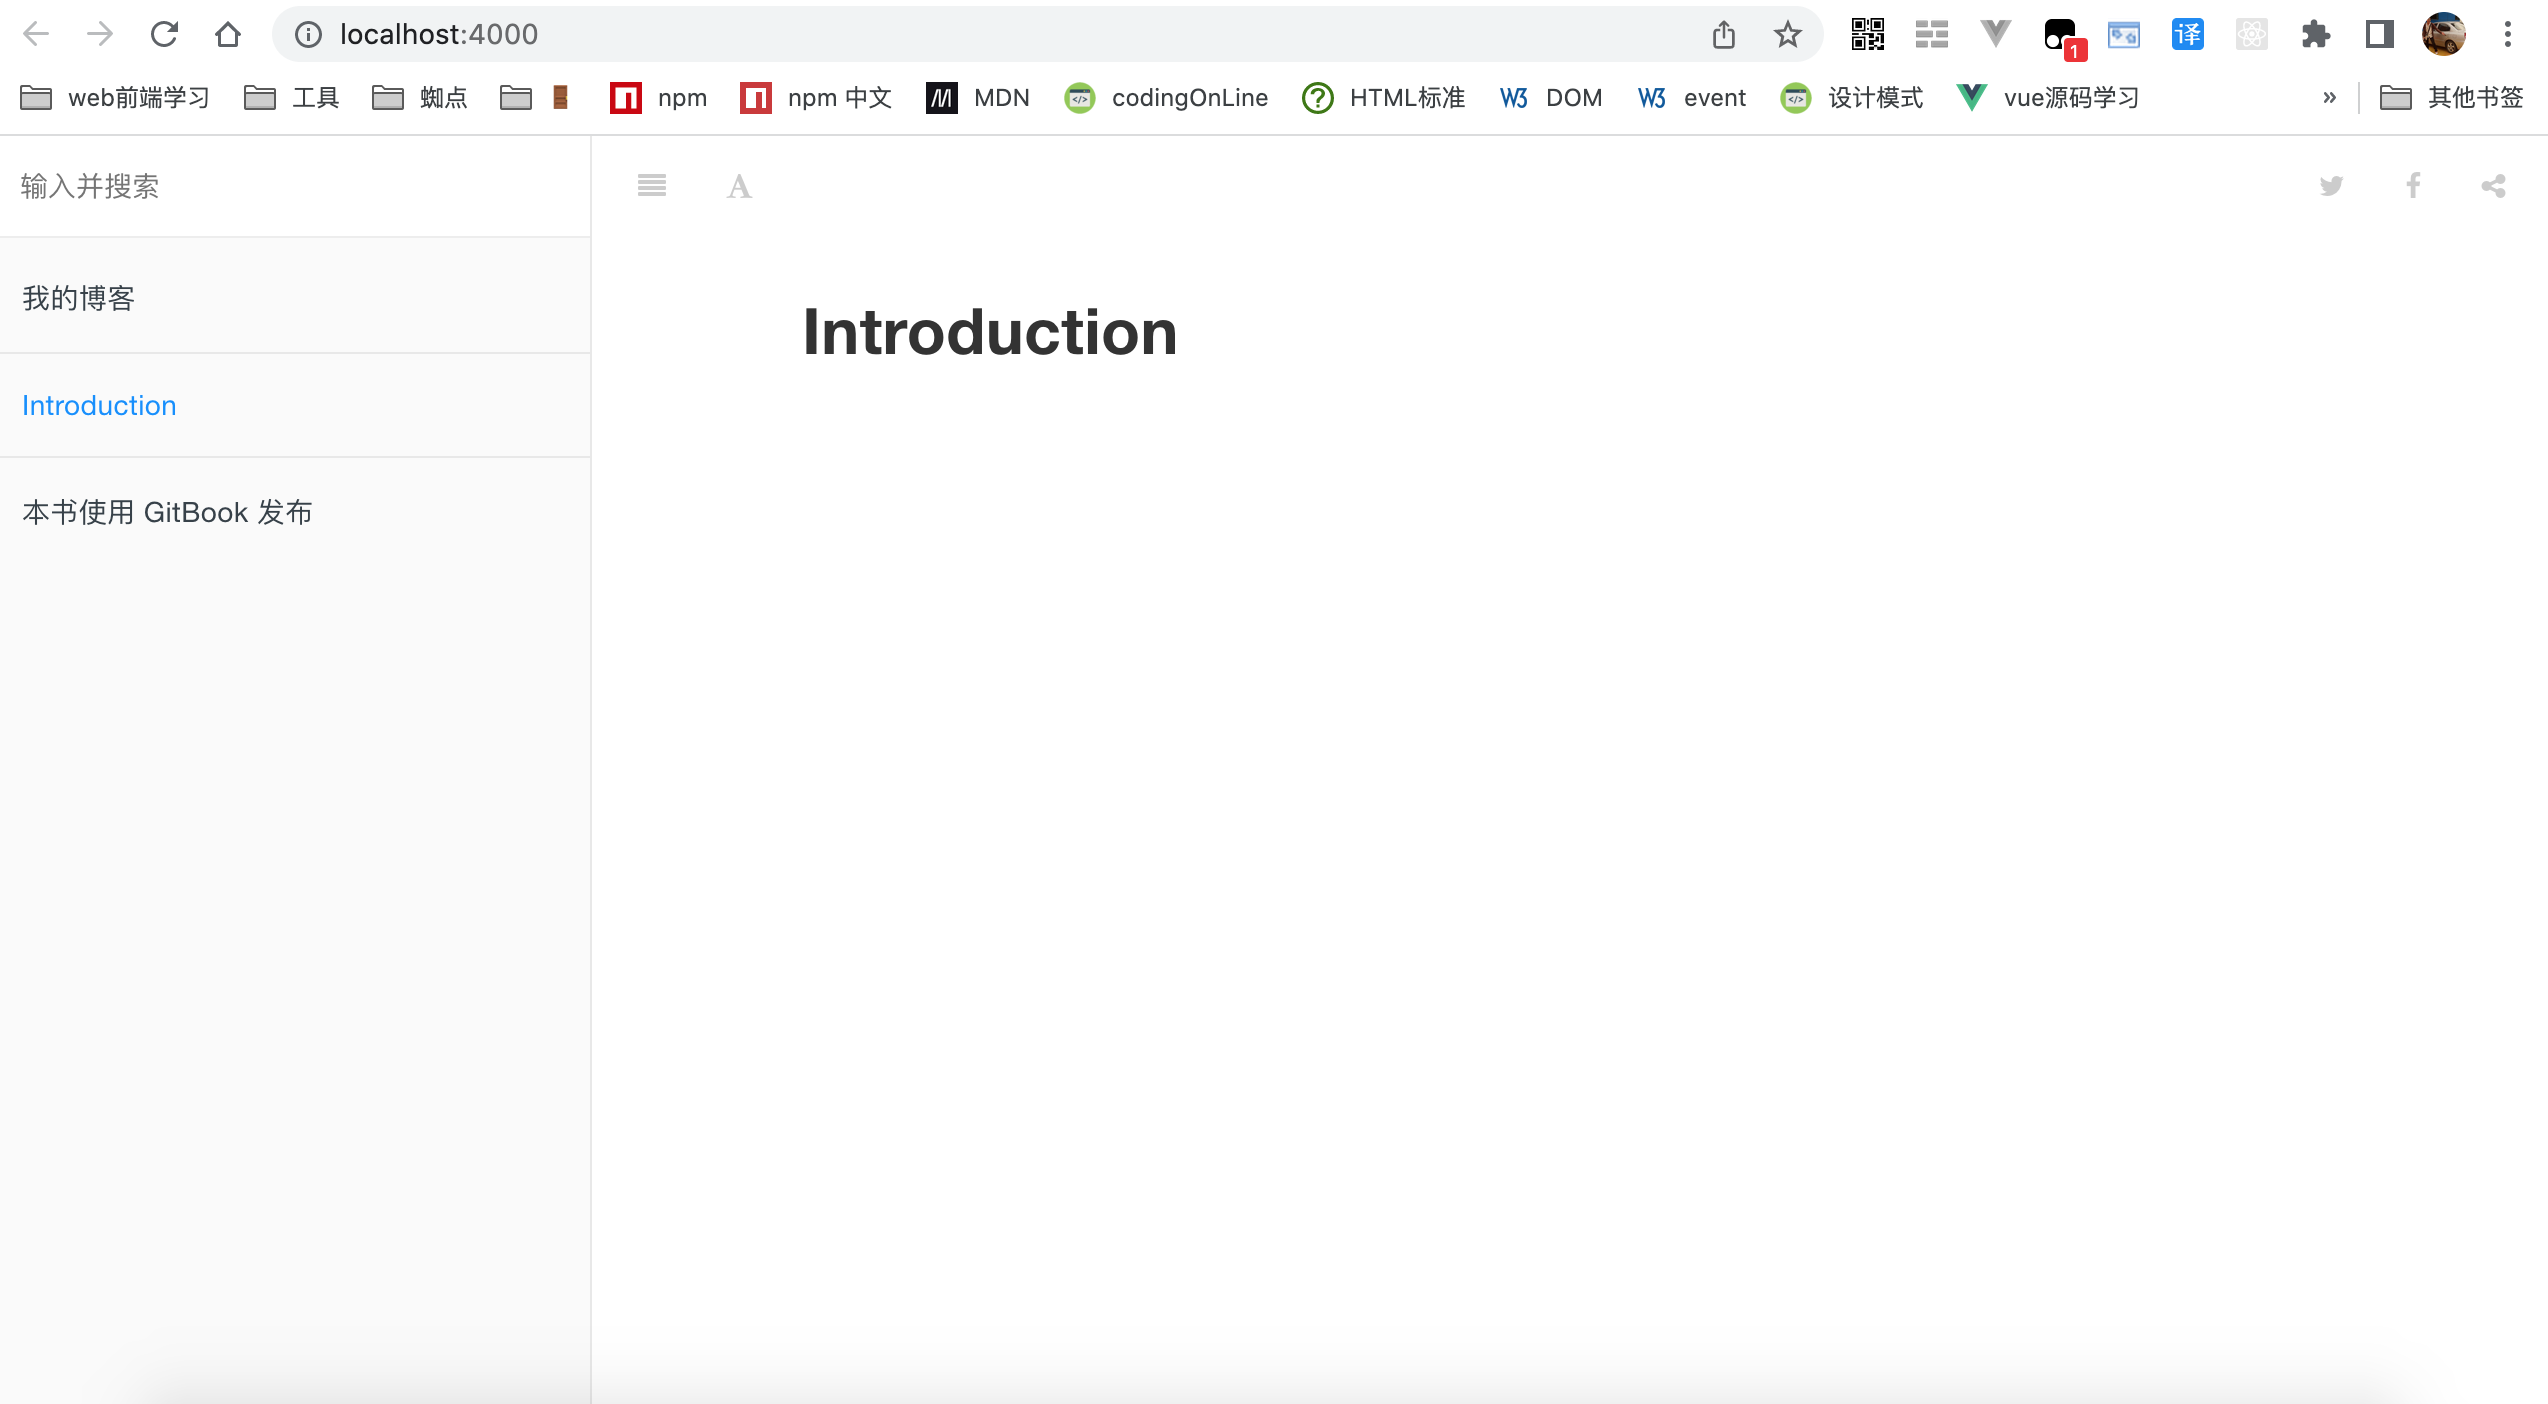 localhost:4000
译
1
web前端学习 工具 蜘点 npm npm 中文 MDN codingOnLine HTML标准 W3 DOM W3 event 设计模式 vue源码学习 » 其他书签
输入并搜索
A
我的博客
Introduction
本书使用 GitBook 发布
Introduction